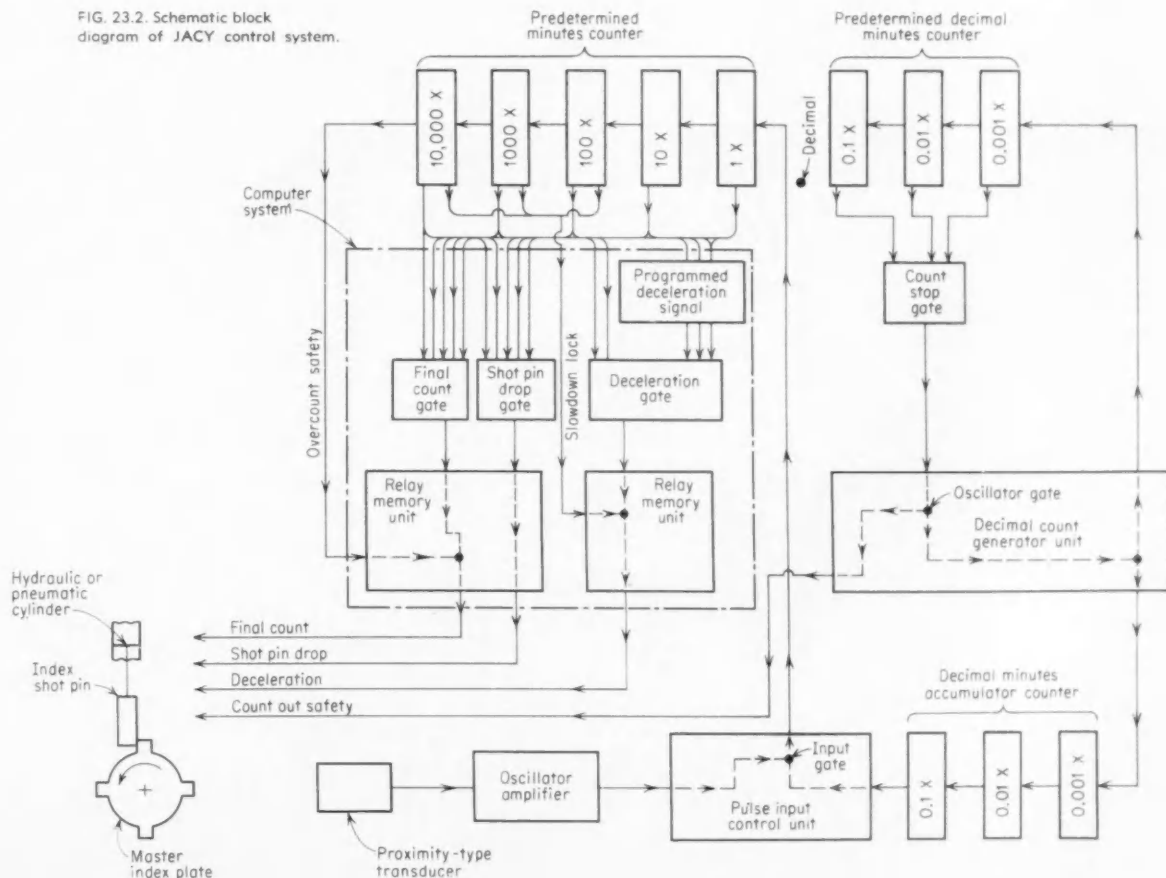 FIG. 23.2. Schematic block
diagram of JACY control system.
Predetermined
minutes counter
Predetermined decimal
minutes counter
10,000 X
1000 X
100 X
10 X
1 X
Decimal
0.1 X
0.01 X
0.001 X
Computer
system
Programmed
deceleration
signal
Count
stop
gate
Overcount safety
Final
count
gate
Shot pin
drop
gate
Slowdown lock
Deceleration
gate
Relay
memory
unit
Relay
memory unit
Oscillator gate
Decimal count
generator unit
Hydraulic or
pneumatic
cylinder
Final count
Shot pin drop
Index
shot pin
Deceleration
Count out safety
Decimal minutes
accumulator counter
Oscillator
amplifier
Input
gate
Pulse input
control unit
0.1 X
0.01 X
0.001 X
Master
index plate
Proximity-type
transducer